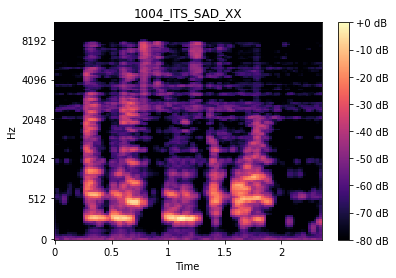 1004_ITS_SAD_XX
+0 dB
8192
-10 dB
4096
-20 dB
-30 dB
2048
Hz
-40 dB
1024
-50 dB
512
-60 dB
-70 dB
0
-80 dB
0 0.5 1 1.5 2
Time